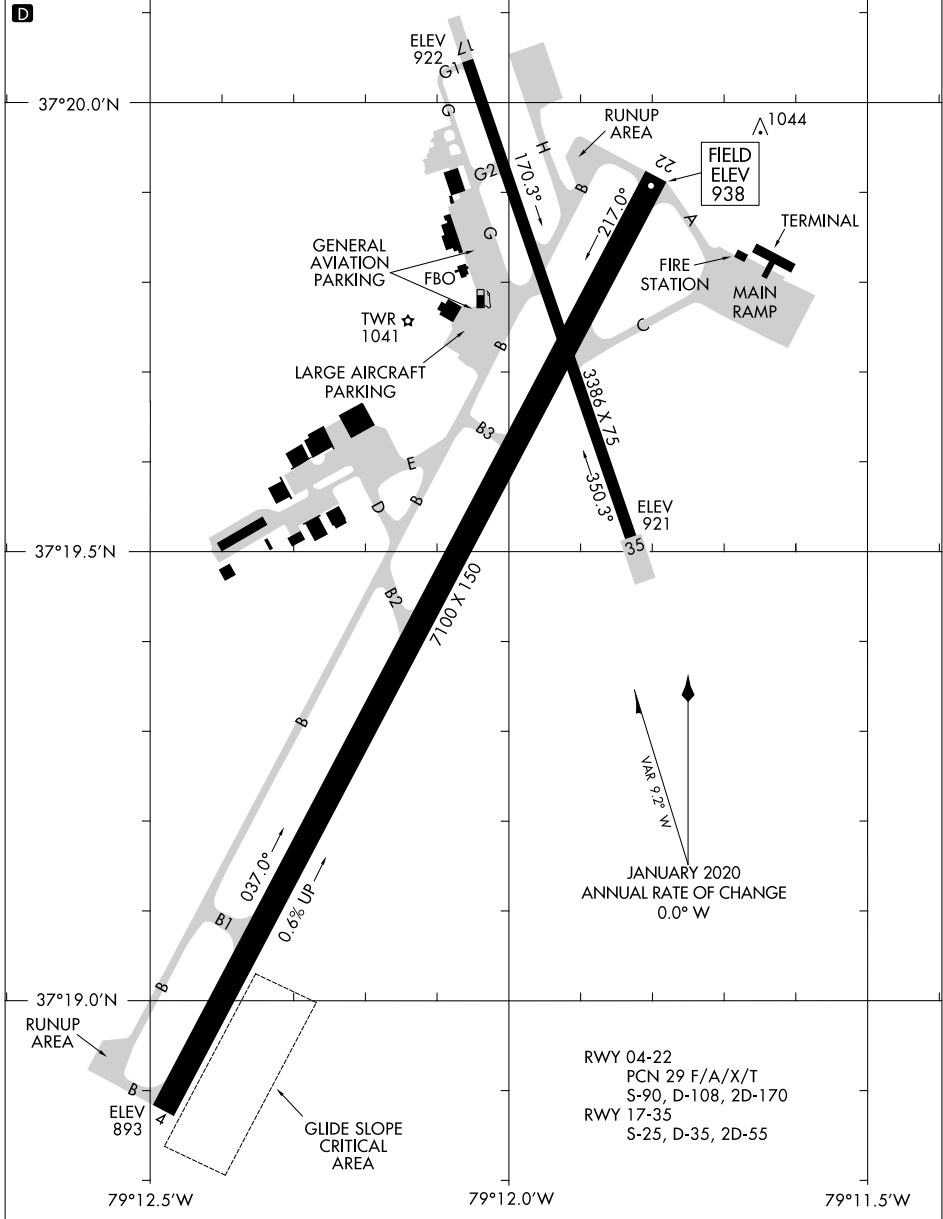 D
ELEV
922
17
G1
37°20.0'N
G
H
RUNUP
AREA
1044
22
FIELD
ELEV
938
G2
170.3°
B
217.0°
A
TERMINAL
G
GENERAL
AVIATION
PARKING
FBO
FIRE
STATION
MAIN
RAMP
TWR
1041
C
B
LARGE AIRCRAFT
PARKING
3386 X 75
B3
E
350.3°
B
D
ELEV
921
37°19.5'N
35
B2
7100 X 150
B
VAR 9.2° W
037.0°
0.6% UP
JANUARY 2020
ANNUAL RATE OF CHANGE
0.0° W
B1
B
37°19.0'N
RUNUP
AREA
B
ELEV
893
4
GLIDE SLOPE
CRITICAL
AREA
RWY 04-22
PCN 29 F/A/X/T
S-90, D-108, 2D-170
RWY 17-35
S-25, D-35, 2D-55
79°12.5'W
79°12.0'W
79°11.5'W